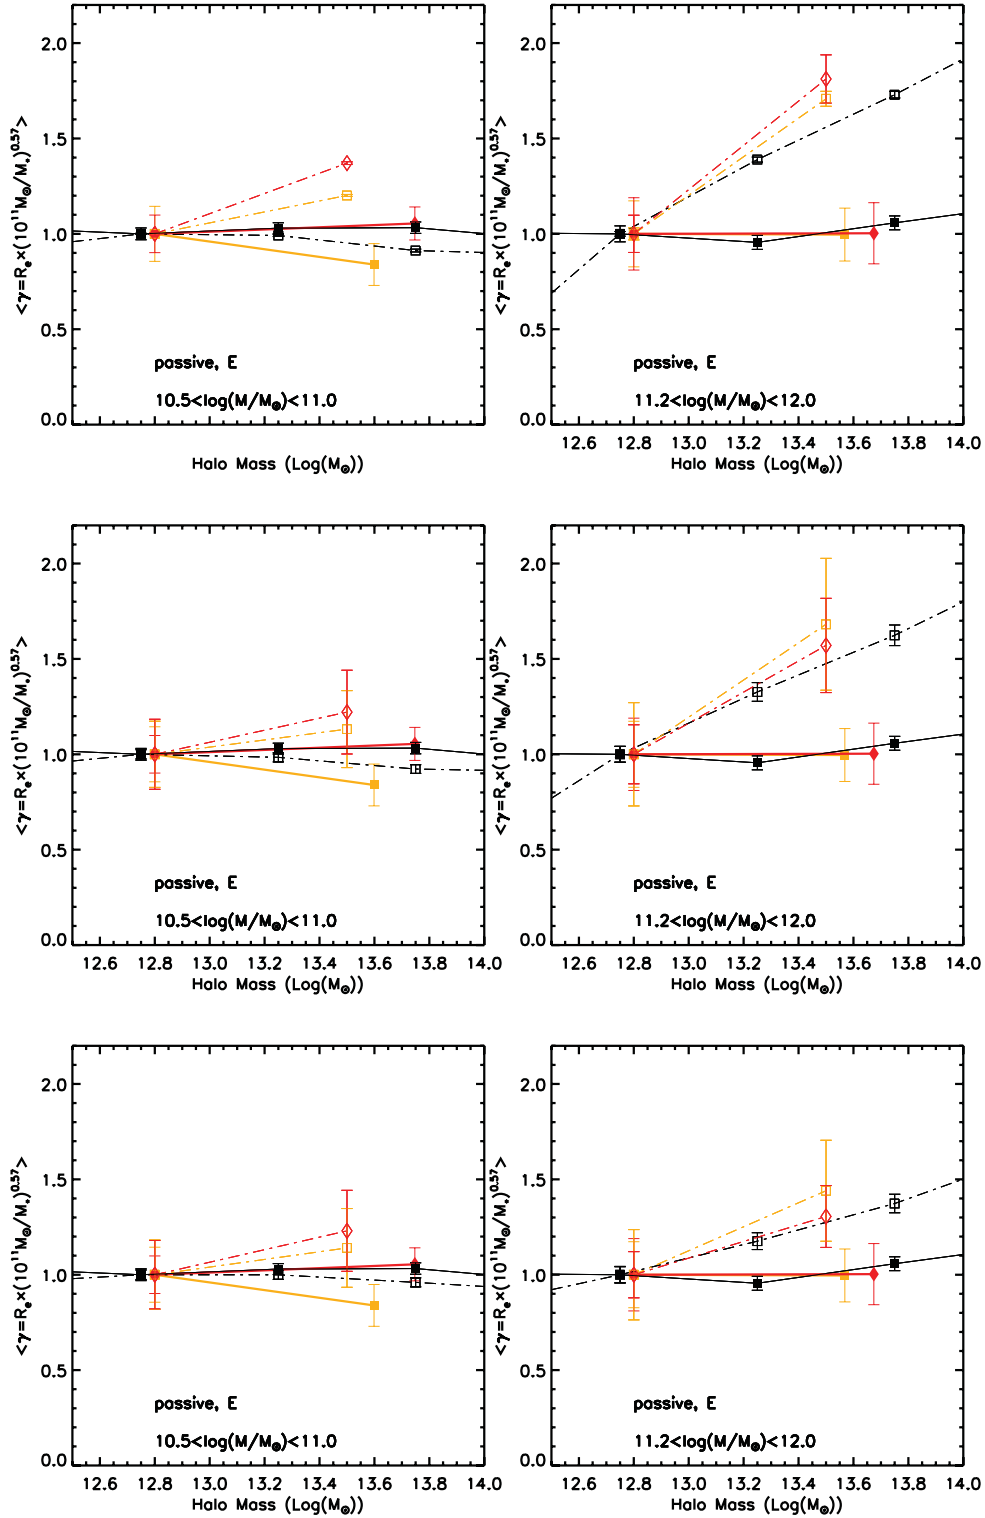 2.0
1.5
1.0
0.5
0.0
<γ=Rₑ×(10¹¹M⊙/M*)⁰·⁵⁷>
passive, E
10.5<log(M/M⊙)<11.0
Halo Mass (Log(M⊙))
2.0
1.5
1.0
0.5
0.0
<γ=Rₑ×(10¹¹M⊙/M*)⁰·⁵⁷>
passive, E
11.2<log(M/M⊙)<12.0
12.6 12.8 13.0 13.2 13.4 13.6 13.8 14.0
Halo Mass (Log(M⊙))
2.0
1.5
1.0
0.5
0.0
<γ=Rₑ×(10¹¹M⊙/M*)⁰·⁵⁷>
passive, E
10.5<log(M/M⊙)<11.0
12.6 12.8 13.0 13.2 13.4 13.6 13.8 14.0
Halo Mass (Log(M⊙))
2.0
1.5
1.0
0.5
0.0
<γ=Rₑ×(10¹¹M⊙/M*)⁰·⁵⁷>
passive, E
11.2<log(M/M⊙)<12.0
12.6 12.8 13.0 13.2 13.4 13.6 13.8 14.0
Halo Mass (Log(M⊙))
2.0
1.5
1.0
0.5
0.0
<γ=Rₑ×(10¹¹M⊙/M*)⁰·⁵⁷>
passive, E
10.5<log(M/M⊙)<11.0
12.6 12.8 13.0 13.2 13.4 13.6 13.8 14.0
Halo Mass (Log(M⊙))
2.0
1.5
1.0
0.5
0.0
<γ=Rₑ×(10¹¹M⊙/M*)⁰·⁵⁷>
passive, E
11.2<log(M/M⊙)<12.0
12.6 12.8 13.0 13.2 13.4 13.6 13.8 14.0
Halo Mass (Log(M⊙))